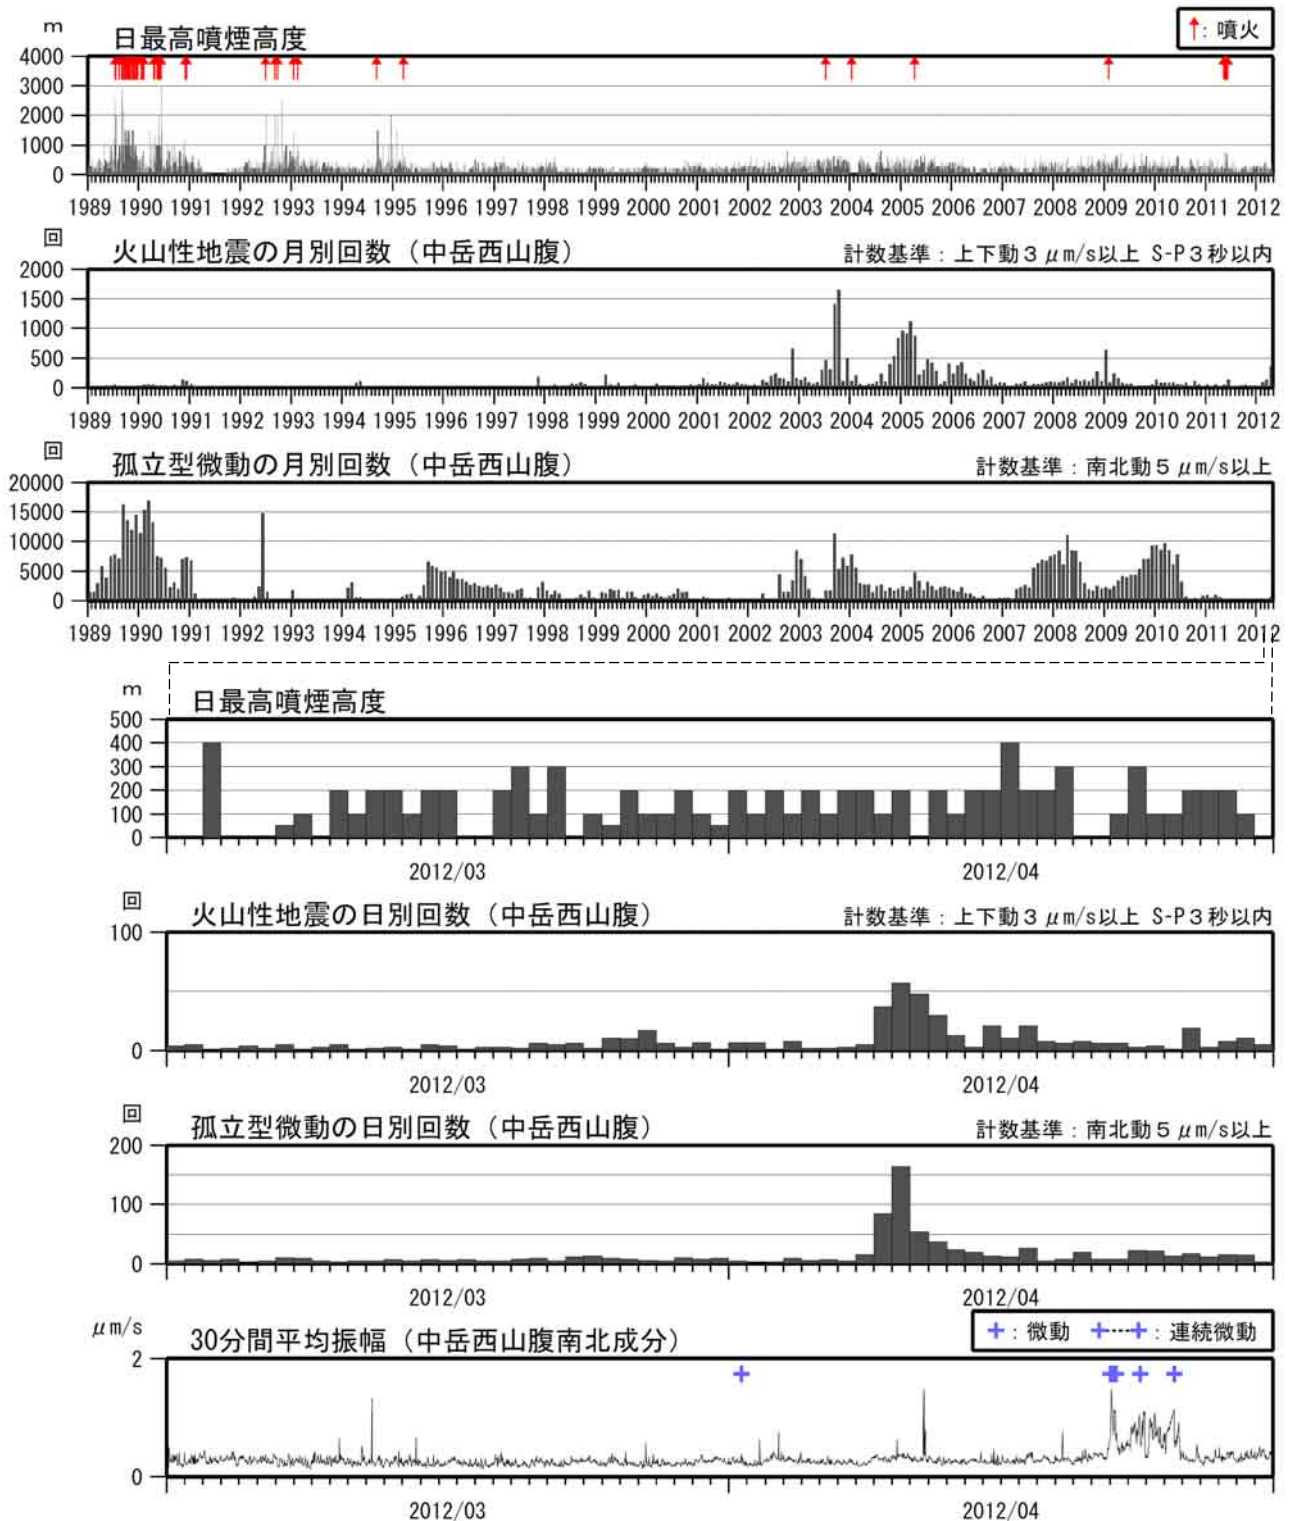 m
日最高噴煙高度
↑: 噴火
4000
3000
2000
1000
0
1989 1990 1991 1992 1993 1994 1995 1996 1997 1998 1999 2000 2001 2002 2003 2004 2005 2006 2007 2008 2009 2010 2011 2012
回
火山性地震の月別回数（中岳西山腹）
計数基準：上下動３μm/s以上 S-P３秒以内
2000
1500
1000
500
0
1989 1990 1991 1992 1993 1994 1995 1996 1997 1998 1999 2000 2001 2002 2003 2004 2005 2006 2007 2008 2009 2010 2011 2012
回
孤立型微動の月別回数（中岳西山腹）
計数基準：南北動５μm/s以上
20000
15000
10000
5000
0
1989 1990 1991 1992 1993 1994 1995 1996 1997 1998 1999 2000 2001 2002 2003 2004 2005 2006 2007 2008 2009 2010 2011 2012
m
日最高噴煙高度
500
400
300
200
100
0
2012/03 2012/04
回
火山性地震の日別回数（中岳西山腹）
計数基準：上下動３μm/s以上 S-P３秒以内
100
0
2012/03 2012/04
回
孤立型微動の日別回数（中岳西山腹）
計数基準：南北動５μm/s以上
200
100
0
2012/03 2012/04
μm/s
30分間平均振幅（中岳西山腹南北成分）
+：微動 +---+：連続微動
2
0
2012/03 2012/04